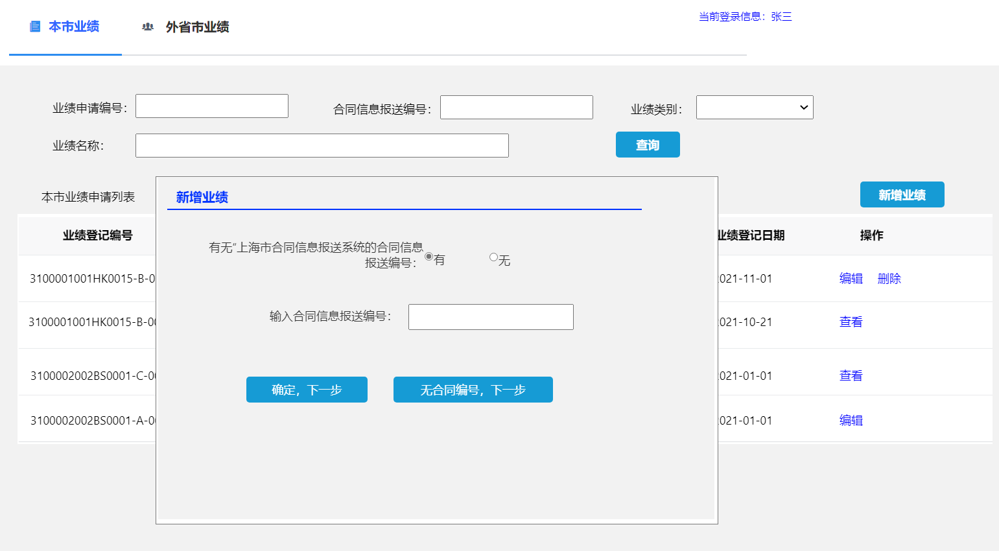 本市业绩
外省市业绩
当前登录信息：张三
业绩申请编号：
合同信息报送编号：
业绩类别：
业绩名称：
查询
本市业绩申请列表
新增业绩
业绩登记编号
业绩登记日期
操作
3100001001HK0015-B-0
021-11-01
编辑 删除
3100001001HK0015-B-00
021-10-21
查看
3100002002BS0001-C-00
021-01-01
查看
3100002002BS0001-A-00
021-01-01
编辑
新增业绩
有无“上海市合同信息报送系统的合同信息
报送编号：
有
无
输入合同信息报送编号：
确定，下一步
无合同编号，下一步